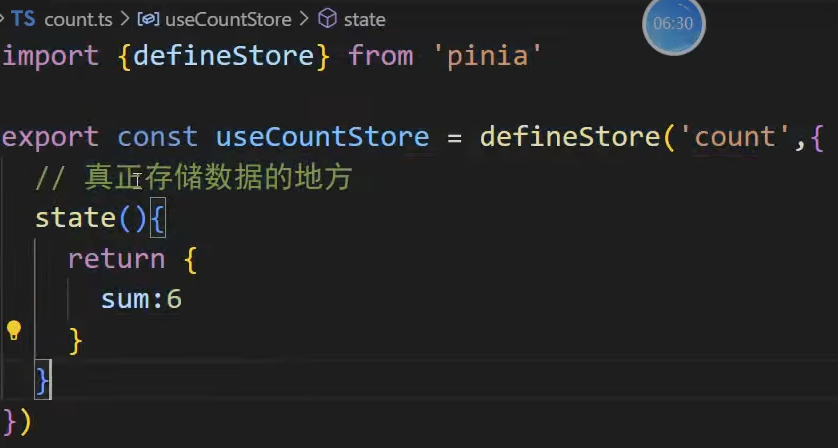 TS count.ts > useCountStore > state
06:30
import {defineStore} from 'pinia'
export const useCountStore = defineStore('count',{
// 真正存储数据的地方
state(){
return {
sum:6
}
}
})